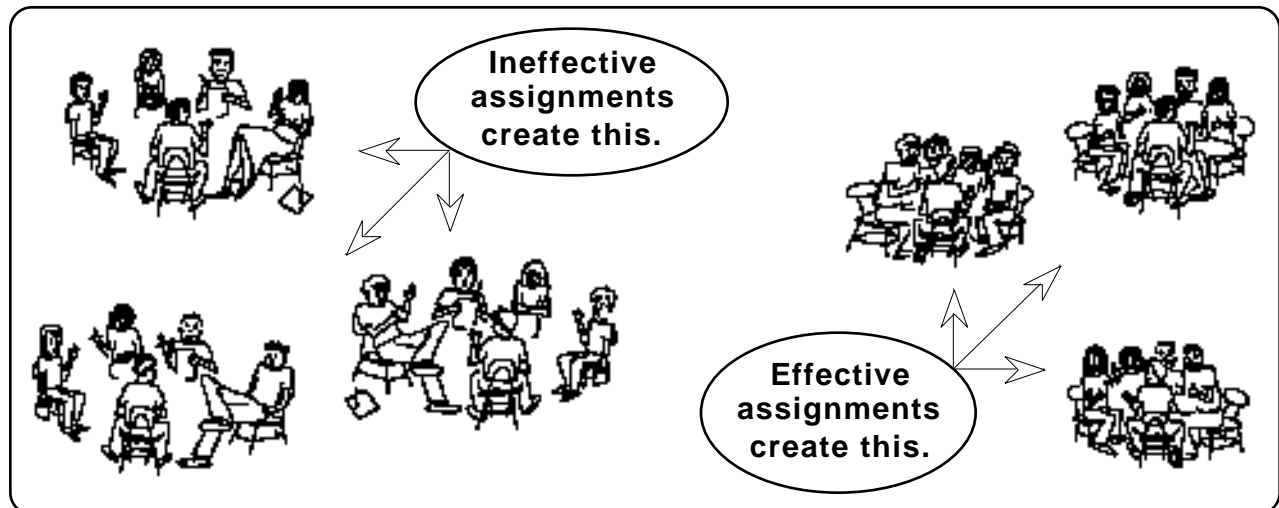 Ineffective
assignments
create this.
Effective
assignments
create this.